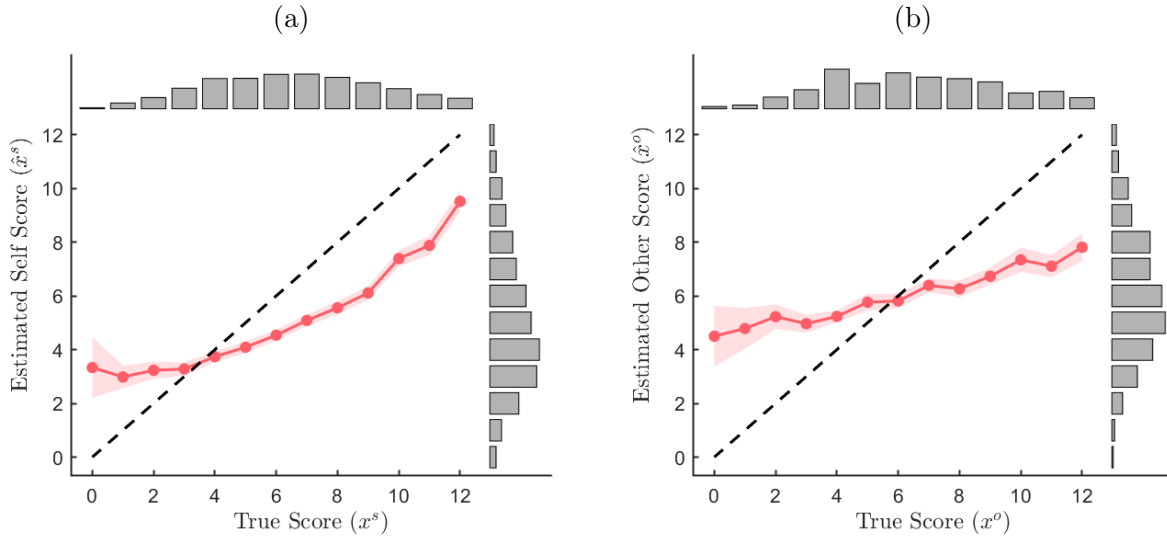 (a)
Estimated Self Score (x̂ˢ)
12
10
8
6
4
2
0
0 2 4 6 8 10 12
True Score (xˢ)
(b)
Estimated Other Score (x̂ᵒ)
12
10
8
6
4
2
0
0 2 4 6 8 10 12
True Score (xᵒ)